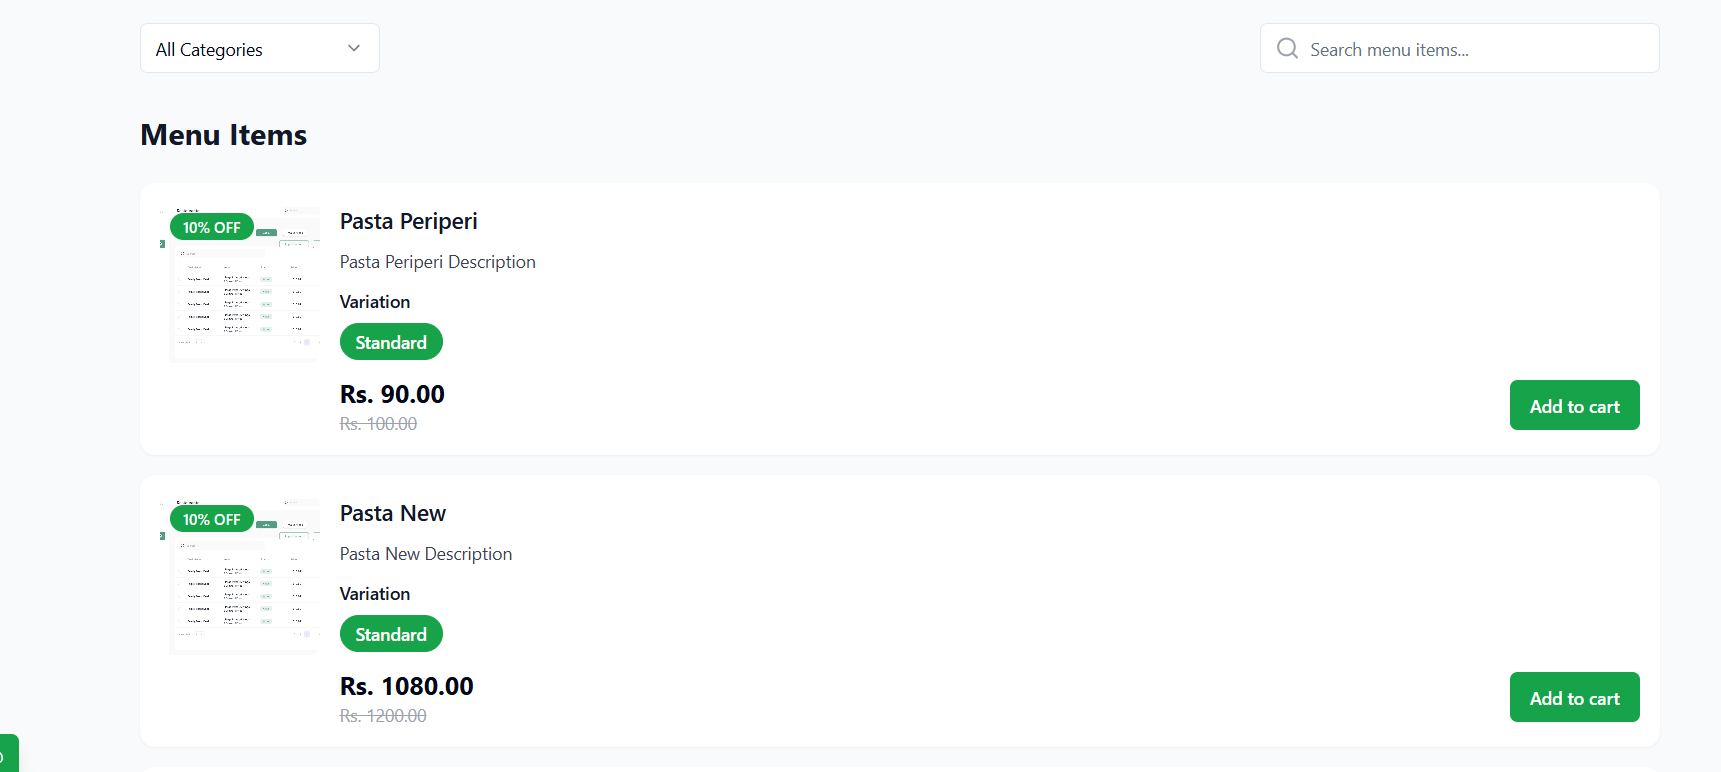 All Categories
Search menu items...
Menu Items
10% OFF
Pasta Periperi
Pasta Periperi Description
Variation
Standard
Rs. 90.00
Rs. 100.00
Add to cart
10% OFF
Pasta New
Pasta New Description
Variation
Standard
Rs. 1080.00
Rs. 1200.00
Add to cart